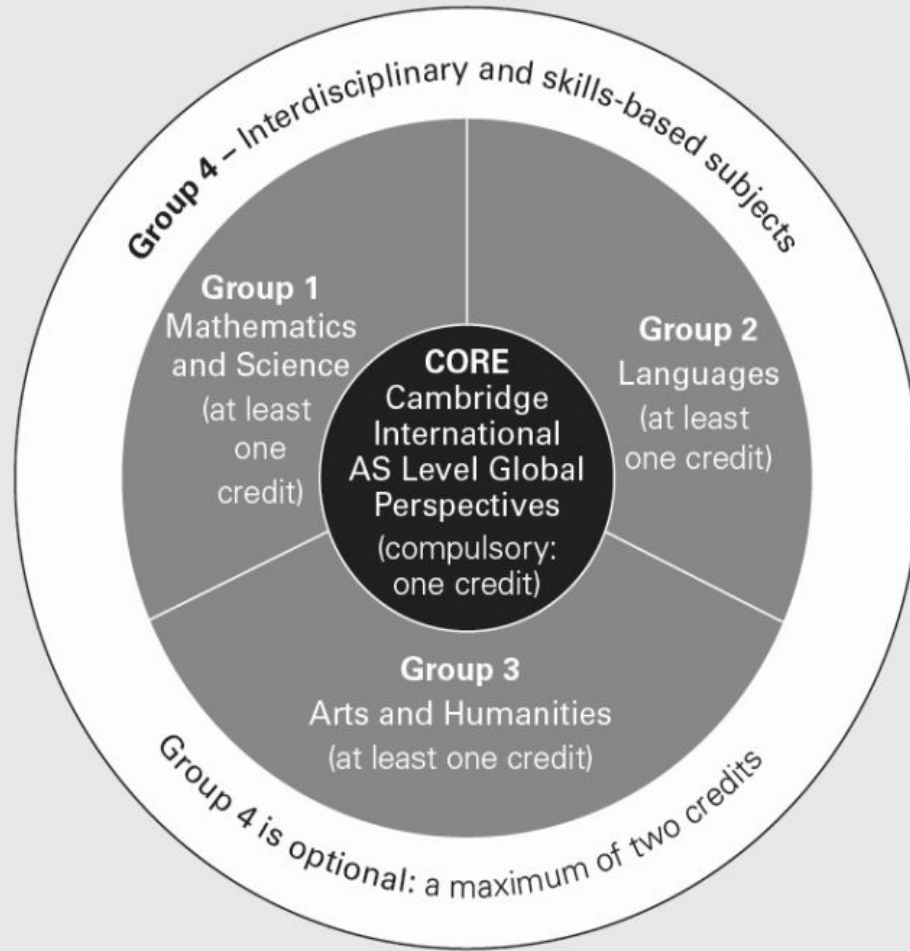 Group 4 – Interdisciplinary and skills-based subjects
Group 1
Mathematics
and Science
(at least
one
credit)
CORE
Cambridge
International
AS Level Global
Perspectives
(compulsory:
one credit)
Group 2
Languages
(at least
one credit)
Group 3
Arts and Humanities
(at least one credit)
Group 4 is optional: a maximum of two credits